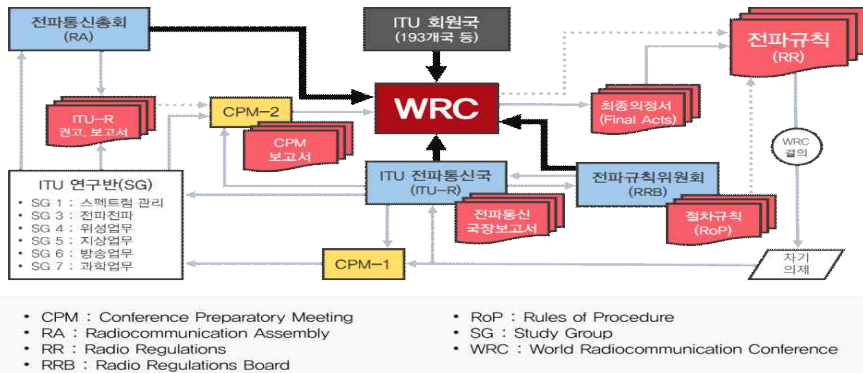 전파통신총회
(RA)
ITU 회원국
(193개국 등)
전파규칙
(RR)
ITU-R
권고, 보고서
CPM-2
WRC
최종의정서
(Final Acts)
CPM
보고서
WRC
결의
ITU 연구반(SG)
• SG 1 : 스펙트럼 관리
• SG 3 : 전파전파
• SG 4 : 위성업무
• SG 5 : 지상업무
• SG 6 : 방송업무
• SG 7 : 과학업무
ITU 전파통신국
(ITU-R)
전파규칙위원회
(RRB)
전파통신
국장보고서
절차규칙
(RoP)
CPM-1
차기
의제
• CPM : Conference Preparatory Meeting
• RA : Radiocommunication Assembly
• RR : Radio Regulations
• RRB : Radio Regulations Board
• RoP : Rules of Procedure
• SG : Study Group
• WRC : World Radiocommunication Conference